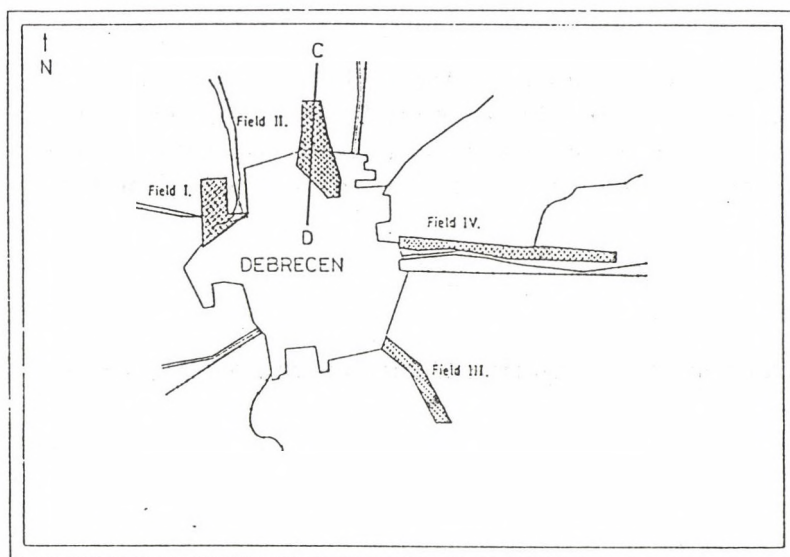 N
C
Field II.
Field I.
D
Field IV.
DEBRECEN
Field III.